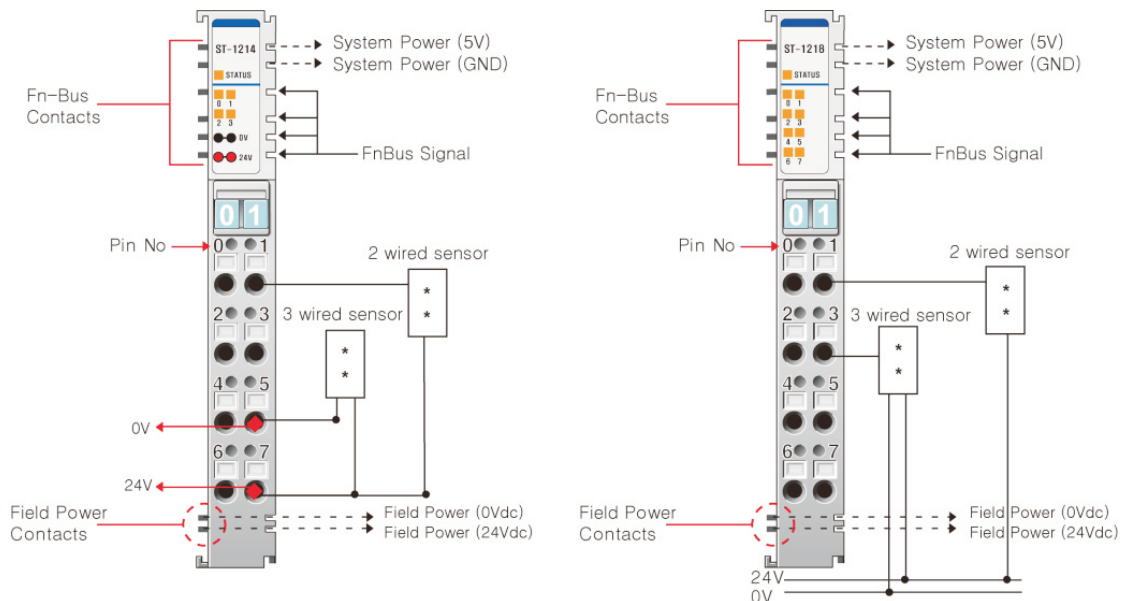 ST-1214
STATUS
0 1
2 3
0V
24V
System Power (5V)
System Power (GND)
Fn-Bus
Contacts
FnBus Signal
0 1
Pin No
0 1
2 wired sensor
* *
2 3
3 wired sensor
* *
4 5
0V
6 7
24V
Field Power
Contacts
Field Power (0Vdc)
Field Power (24Vdc)
ST-1218
STATUS
0 1
2 3
4 5
6 7
System Power (5V)
System Power (GND)
Fn-Bus
Contacts
FnBus Signal
0 1
Pin No
0 1
2 wired sensor
* *
2 3
3 wired sensor
* *
4 5
6 7
Field Power
Contacts
Field Power (0Vdc)
Field Power (24Vdc)
24V
0V